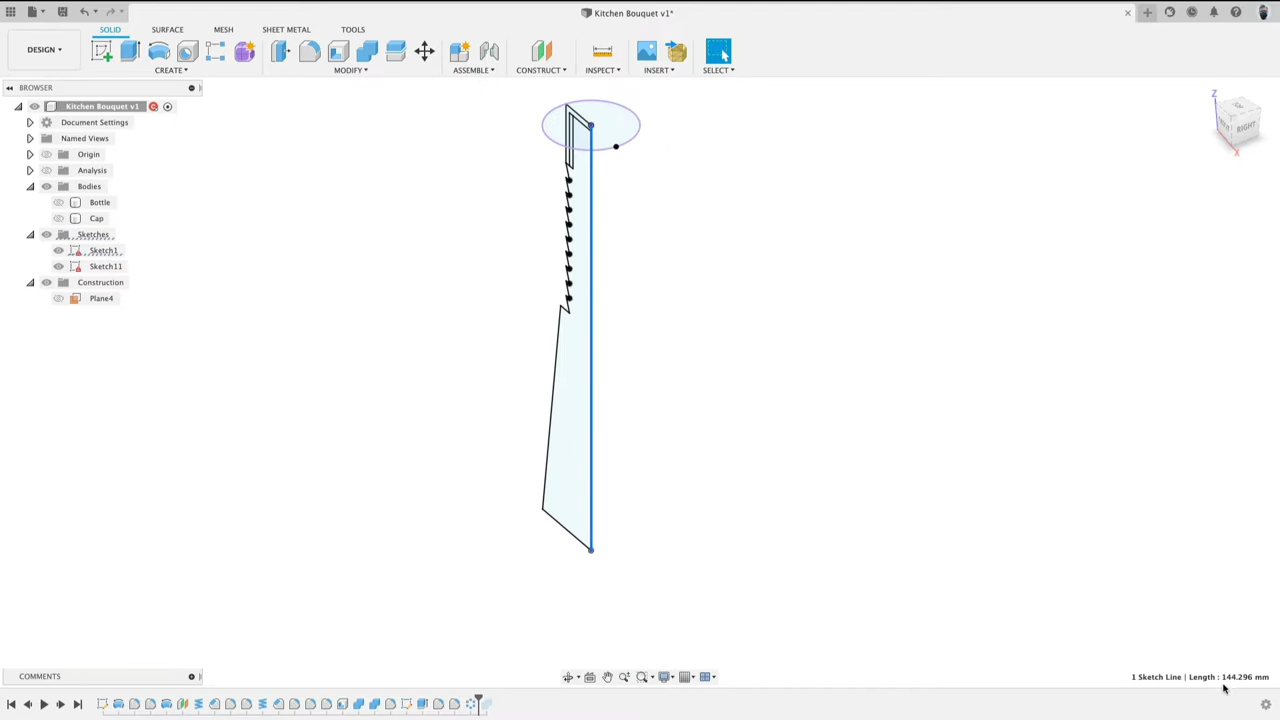 Kitchen Bouquet v1*
SOLID SURFACE MESH SHEET METAL TOOLS
DESIGN
CREATE MODIFY ASSEMBLE CONSTRUCT INSPECT INSERT SELECT
BROWSER
Kitchen Bouquet v1
Document Settings
Named Views
Origin
Analysis
Bodies
Bottle
Cap
Sketches
Sketch1
Sketch11
Construction
Plane4
Z
RIGHT
X
COMMENTS
1 Sketch Line | Length : 144.296 mm